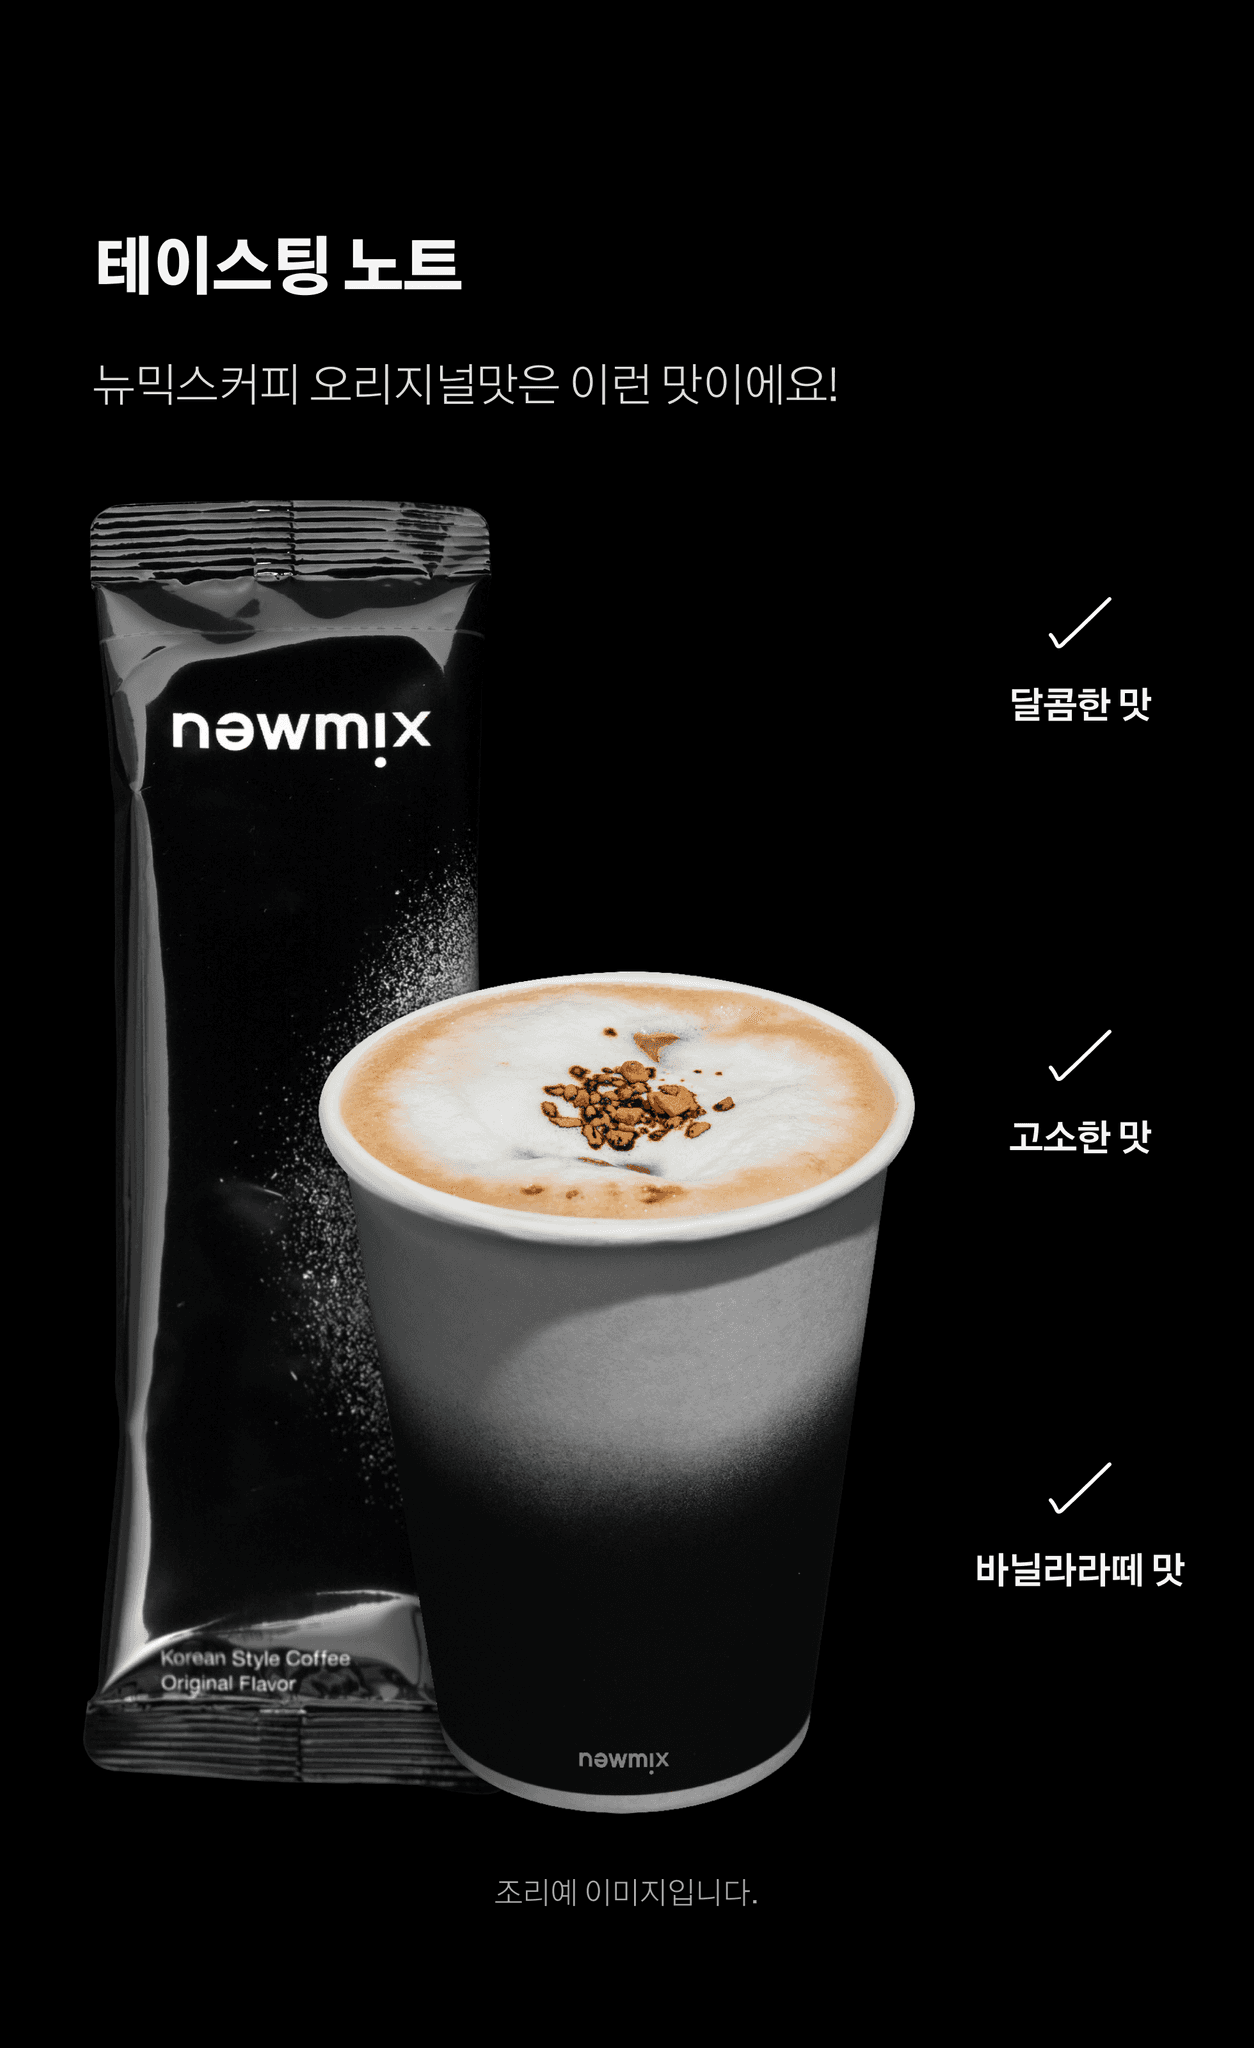 테이스팅 노트
뉴믹스커피 오리지널맛은 이런 맛이에요!
newmix
달콤한 맛
고소한 맛
바닐라라떼 맛
Korean Style Coffee
Original Flavor
newmix
조리예 이미지입니다.